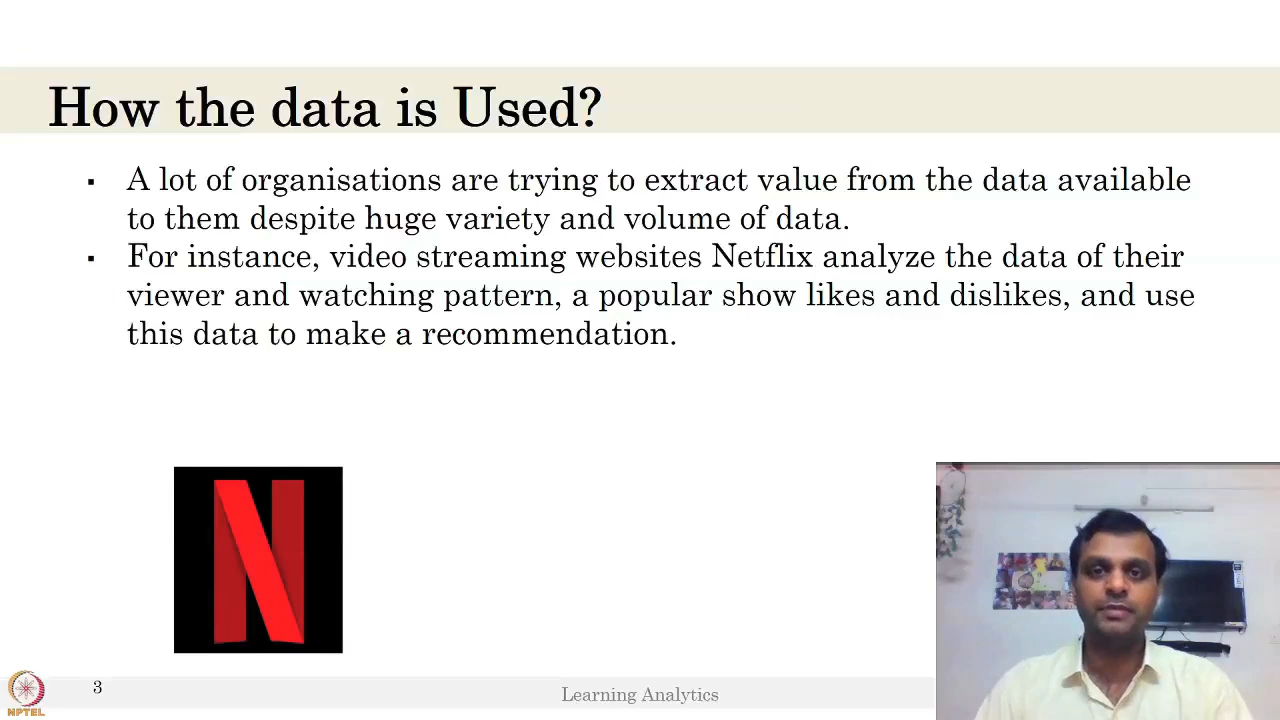 How the data is Used?
▪ A lot of organisations are trying to extract value from the data available
to them despite huge variety and volume of data.
▪ For instance, video streaming websites Netflix analyze the data of their
viewer and watching pattern, a popular show likes and dislikes, and use
this data to make a recommendation.
N
NPTEL
3
Learning Analytics